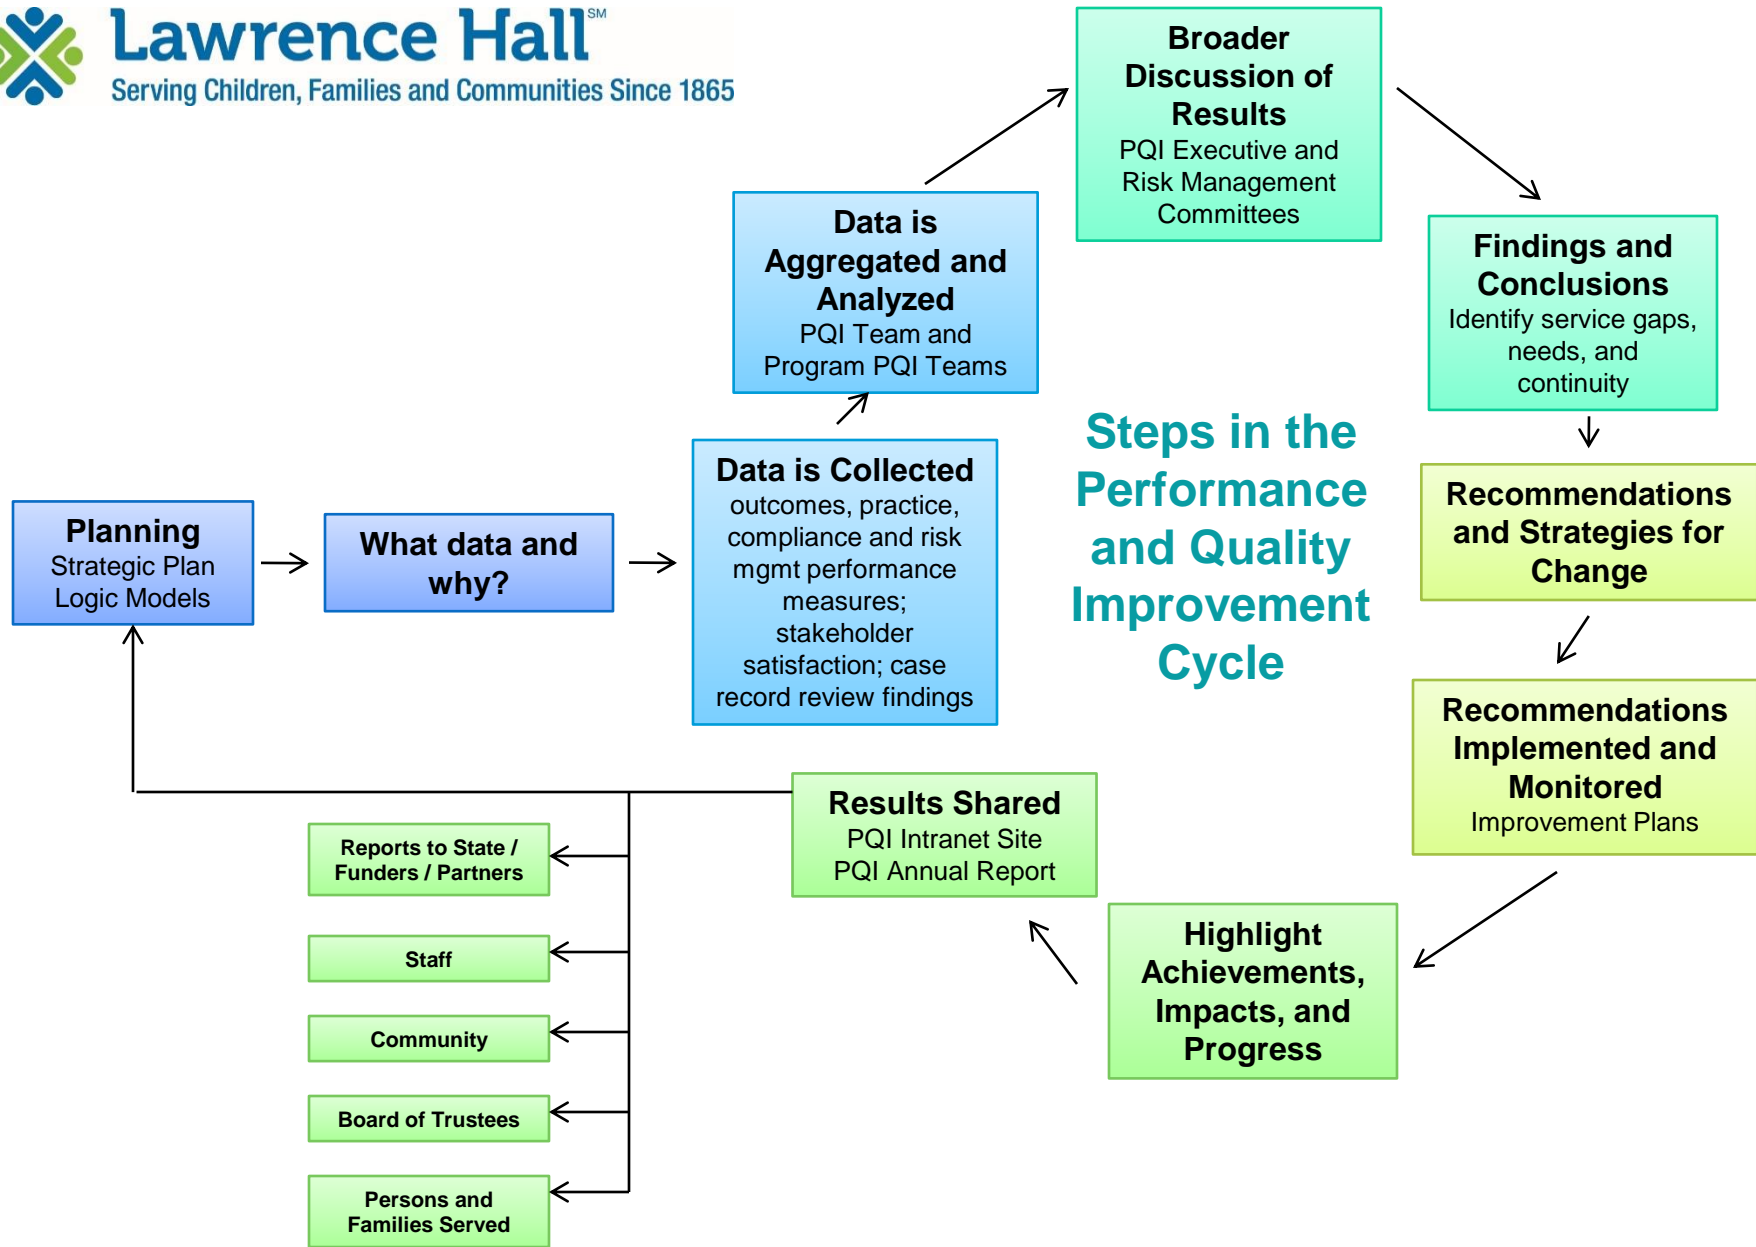 Lawrence Hall℠
Serving Children, Families and Communities Since 1865
Planning
Strategic Plan
Logic Models
What data and
why?
Data is Collected
outcomes, practice,
compliance and risk
mgmt performance
measures;
stakeholder
satisfaction; case
record review findings
Data is
Aggregated and
Analyzed
PQI Team and
Program PQI Teams
Broader
Discussion of
Results
PQI Executive and
Risk Management
Committees
Findings and
Conclusions
Identify service gaps,
needs, and
continuity
Recommendations
and Strategies for
Change
Recommendations
Implemented and
Monitored
Improvement Plans
Highlight
Achievements,
Impacts, and
Progress
Results Shared
PQI Intranet Site
PQI Annual Report
Reports to State /
Funders / Partners
Staff
Community
Board of Trustees
Persons and
Families Served
Steps in the
Performance
and Quality
Improvement
Cycle